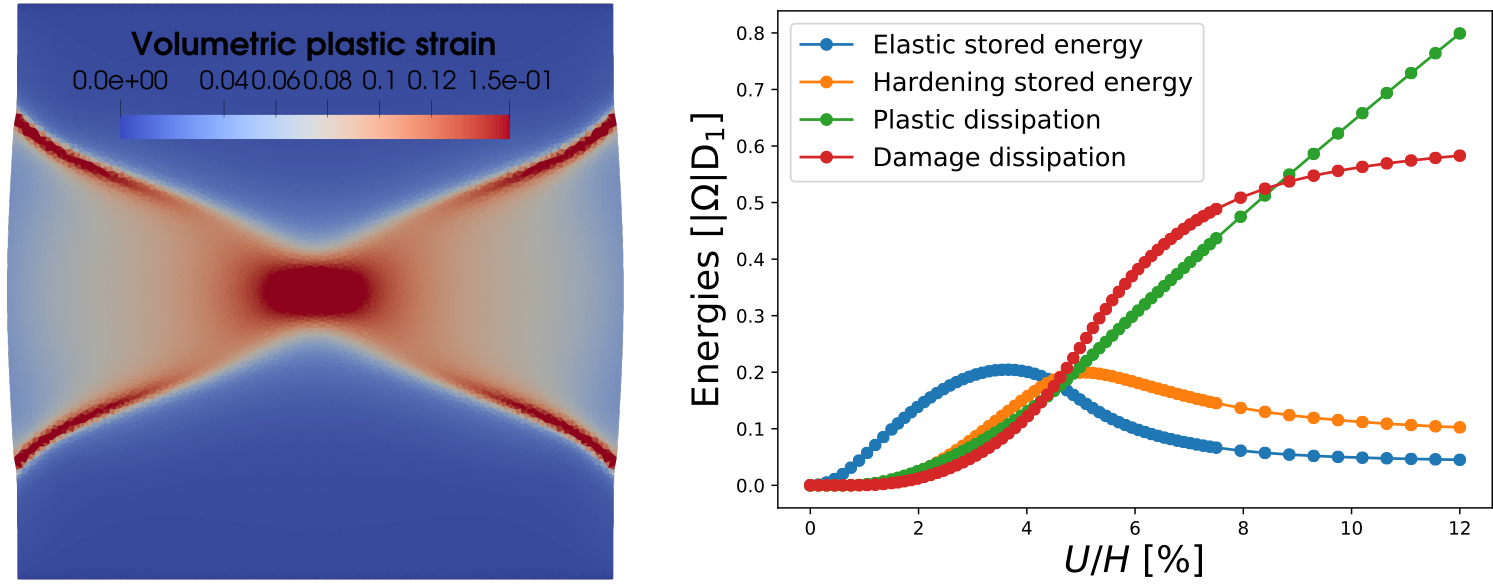 Volumetric plastic strain
0.0e+00 0.04 0.06 0.08 0.1 0.12 1.5e-01
Elastic stored energy
Hardening stored energy
Plastic dissipation
Damage dissipation
Energies [|Ω|D₁]
0.8
0.7
0.6
0.5
0.4
0.3
0.2
0.1
0.0
0 2 4 6 8 10 12
U/H [%]